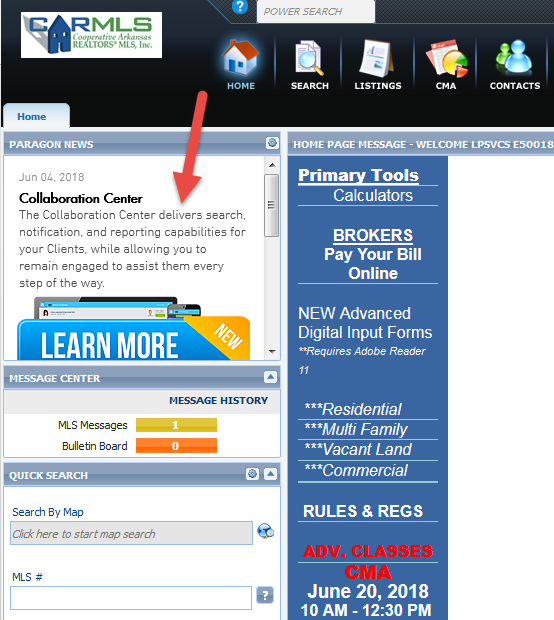 CARMLS
Cooperative Arkansas
REALTORS® MLS, Inc.
?
POWER SEARCH
HOME
SEARCH
LISTINGS
CMA
CONTACTS
Home
PARAGON NEWS
Jun 04, 2018
Collaboration Center
The Collaboration Center delivers search,
notification, and reporting capabilities for
your Clients, while allowing you to
remain engaged to assist them every
step of the way.
LEARN MORE
NEW
MESSAGE CENTER
MESSAGE HISTORY
MLS Messages 1
Bulletin Board 0
QUICK SEARCH
Search By Map
Click here to start map search
MLS #
?
HOME PAGE MESSAGE - WELCOME LPSVCS E50018
Primary Tools
Calculators
BROKERS
Pay Your Bill
Online
NEW Advanced
Digital Input Forms
**Requires Adobe Reader
11
***Residential
***Multi Family
***Vacant Land
***Commercial
RULES & REGS
ADV. CLASSES
CMA
June 20, 2018
10 AM - 12:30 PM